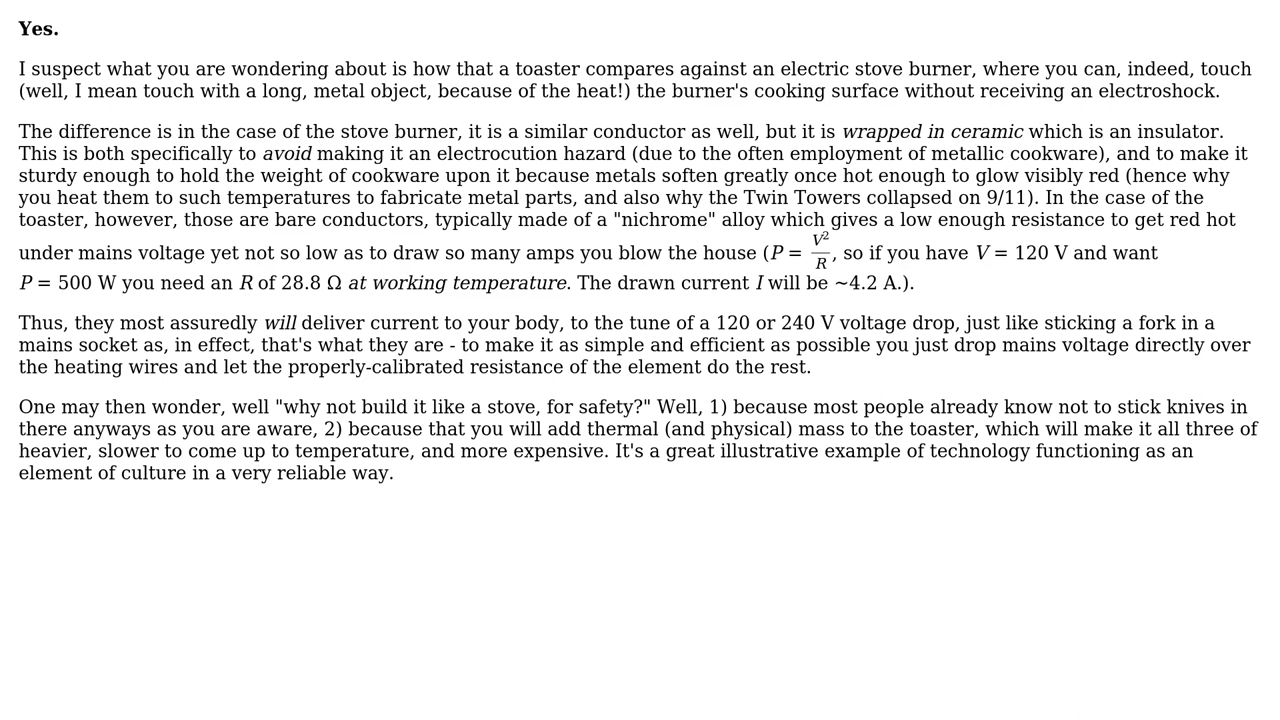 Yes.
I suspect what you are wondering about is how that a toaster compares against an electric stove burner, where you can, indeed, touch
(well, I mean touch with a long, metal object, because of the heat!) the burner's cooking surface without receiving an electroshock.
The difference is in the case of the stove burner, it is a similar conductor as well, but it is wrapped in ceramic which is an insulator.
This is both specifically to avoid making it an electrocution hazard (due to the often employment of metallic cookware), and to make it
sturdy enough to hold the weight of cookware upon it because metals soften greatly once hot enough to glow visibly red (hence why
you heat them to such temperatures to fabricate metal parts, and also why the Twin Towers collapsed on 9/11). In the case of the
toaster, however, those are bare conductors, typically made of a "nichrome" alloy which gives a low enough resistance to get red hot
under mains voltage yet not so low as to draw so many amps you blow the house (P = V²/R, so if you have V = 120 V and want
P = 500 W you need an R of 28.8 Ω at working temperature. The drawn current I will be ~4.2 A.).
Thus, they most assuredly will deliver current to your body, to the tune of a 120 or 240 V voltage drop, just like sticking a fork in a
mains socket as, in effect, that's what they are - to make it as simple and efficient as possible you just drop mains voltage directly over
the heating wires and let the properly-calibrated resistance of the element do the rest.
One may then wonder, well "why not build it like a stove, for safety?" Well, 1) because most people already know not to stick knives in
there anyways as you are aware, 2) because that you will add thermal (and physical) mass to the toaster, which will make it all three of
heavier, slower to come up to temperature, and more expensive. It's a great illustrative example of technology functioning as an
element of culture in a very reliable way.